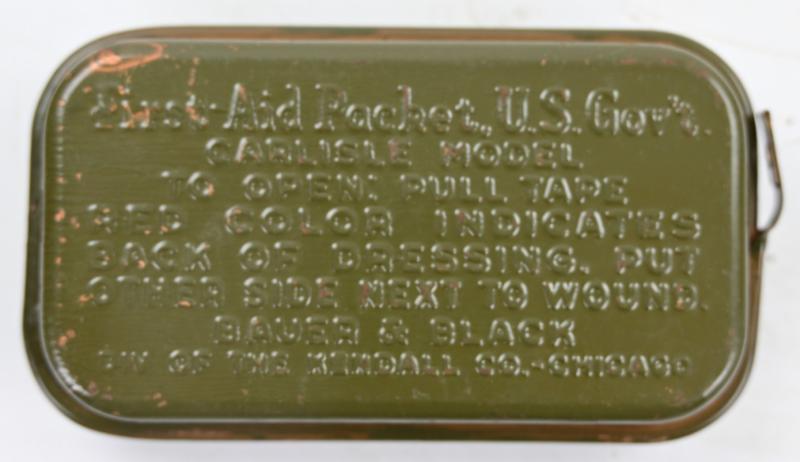 First-Aid Packet, U.S. Gov't.
CARLISLE MODEL
TO OPEN: PULL TAPE
RED COLOR INDICATES
BACK OF DRESSING. PUT
OTHER SIDE NEXT TO WOUND.
BAUER & BLACK
DIV OF THE KENDALL CO.-CHICAGO